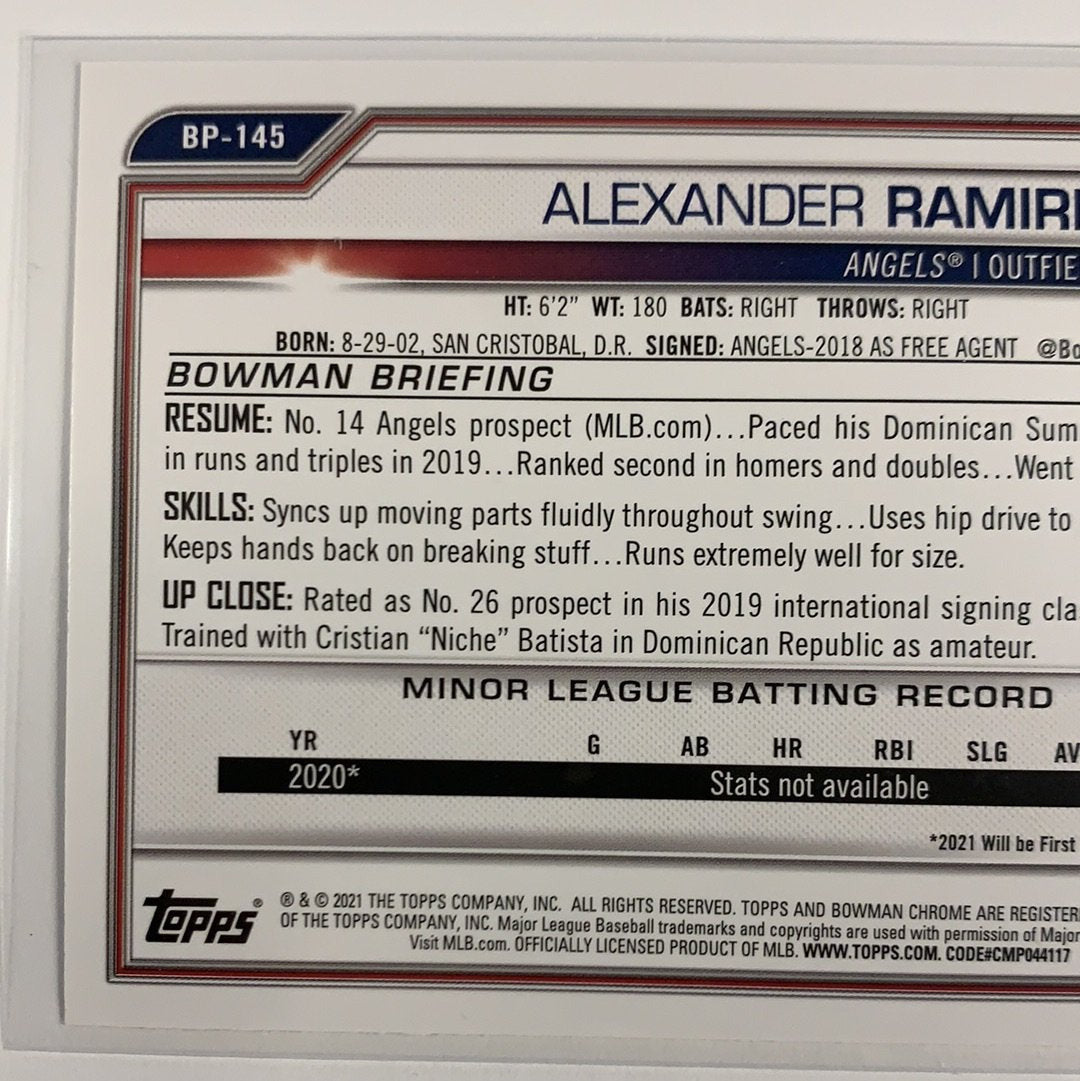 BP-145
ALEXANDER RAMIR
ANGELS® | OUTFIE
HT: 6'2" WT: 180 BATS: RIGHT THROWS: RIGHT
BORN: 8-29-02, SAN CRISTOBAL, D.R. SIGNED: ANGELS-2018 AS FREE AGENT @Bo
BOWMAN BRIEFING
RESUME: No. 14 Angels prospect (MLB.com)...Paced his Dominican Sum
in runs and triples in 2019...Ranked second in homers and doubles...Went
SKILLS: Syncs up moving parts fluidly throughout swing...Uses hip drive to
Keeps hands back on breaking stuff...Runs extremely well for size.
UP CLOSE: Rated as No. 26 prospect in his 2019 international signing cla
Trained with Cristian “Niche” Batista in Dominican Republic as amateur.
MINOR LEAGUE BATTING RECORD
YR G AB HR RBI SLG AV
2020* Stats not available
*2021 Will be First
Topps® ® & © 2021 THE TOPPS COMPANY, INC. ALL RIGHTS RESERVED. TOPPS AND BOWMAN CHROME ARE REGISTER
OF THE TOPPS COMPANY, INC. Major League Baseball trademarks and copyrights are used with permission of Major
Visit MLB.com. OFFICIALLY LICENSED PRODUCT OF MLB. WWW.TOPPS.COM. CODE#CMP044117